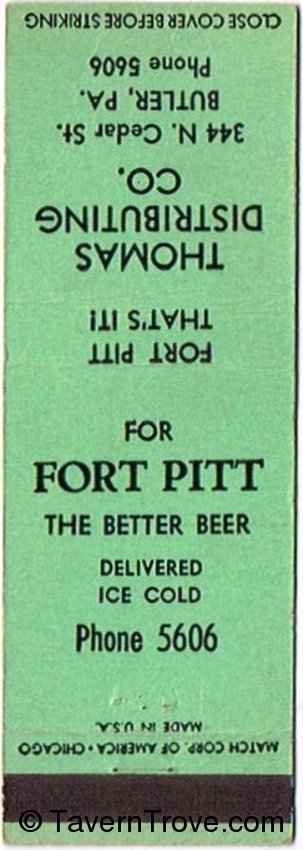 CLOSE COVER BEFORE STRIKING
FORT PITT
THAT'S IT!
THOMAS
DISTRIBUTING
CO.
344 N. Cedar St.
BUTLER, PA.
Phone 5606
FOR
FORT PITT
THE BETTER BEER
DELIVERED
ICE COLD
Phone 5606
MADE IN U.S.A.
MATCH CORP. OF AMERICA • CHICAGO
© TavernTrove.com